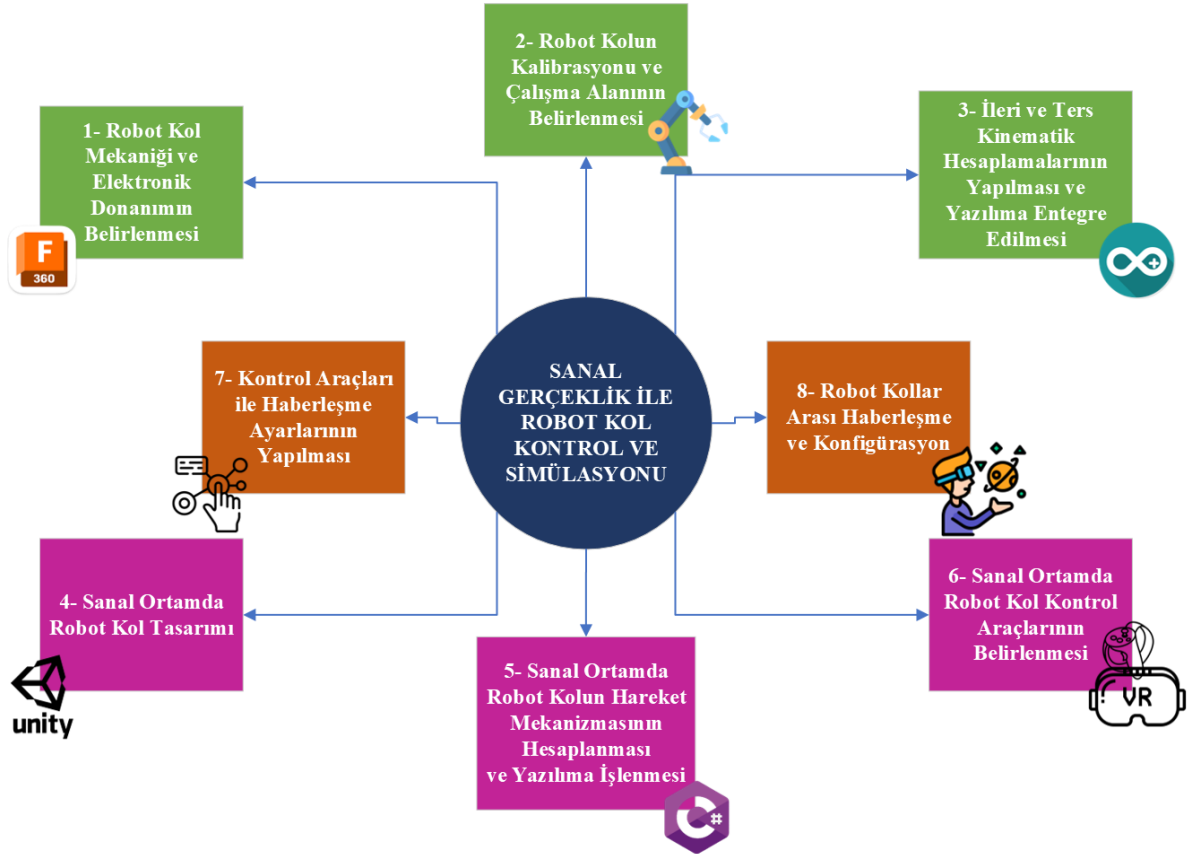 2- Robot Kolun
Kalibrasyonu ve
Çalışma Alanının
Belirlenmesi
1- Robot Kol
Mekaniği ve
Elektronik
Donanımın
Belirlenmesi
F
360
3- İleri ve Ters
Kinematik
Hesaplamalarının
Yapılması ve
Yazılıma Entegre
Edilmesi
SANAL
GERÇEKLİK İLE
ROBOT KOL
KONTROL VE
SİMÜLASYONU
7- Kontrol Araçları
ile Haberleşme
Ayarlarının
Yapılması
8- Robot Kollar
Arası Haberleşme
ve Konfigürasyon
4- Sanal Ortamda
Robot Kol Tasarımı
unity
5- Sanal Ortamda
Robot Kolun Hareket
Mekanizmasının
Hesaplanması
ve Yazılıma İşlenmesi
C#
6- Sanal Ortamda
Robot Kol Kontrol
Araçlarının
Belirlenmesi
VR